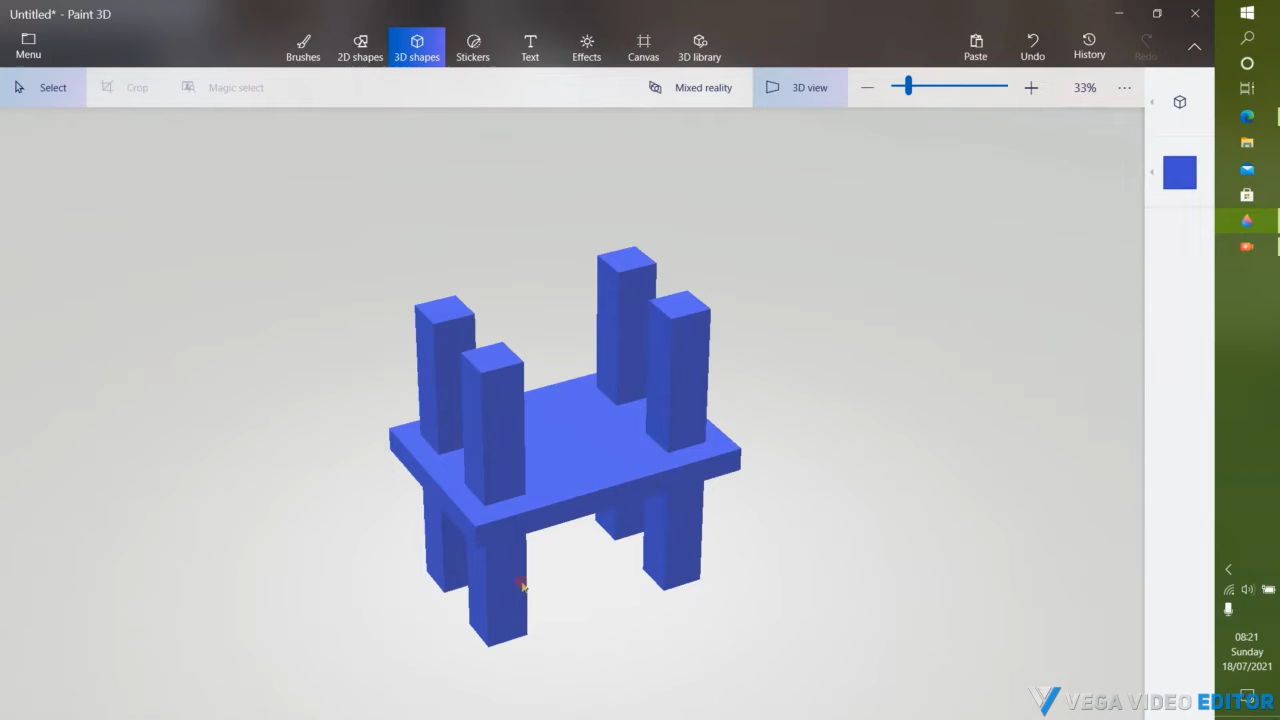 Untitled* - Paint 3D
Menu
Brushes
2D shapes
3D shapes
Stickers
Text
Effects
Canvas
3D library
Paste
Undo
History
Redo
Select
Crop
Magic select
Mixed reality
3D view
33%
08:21
Sunday
18/07/2021
VEGA VIDEO EDITOR